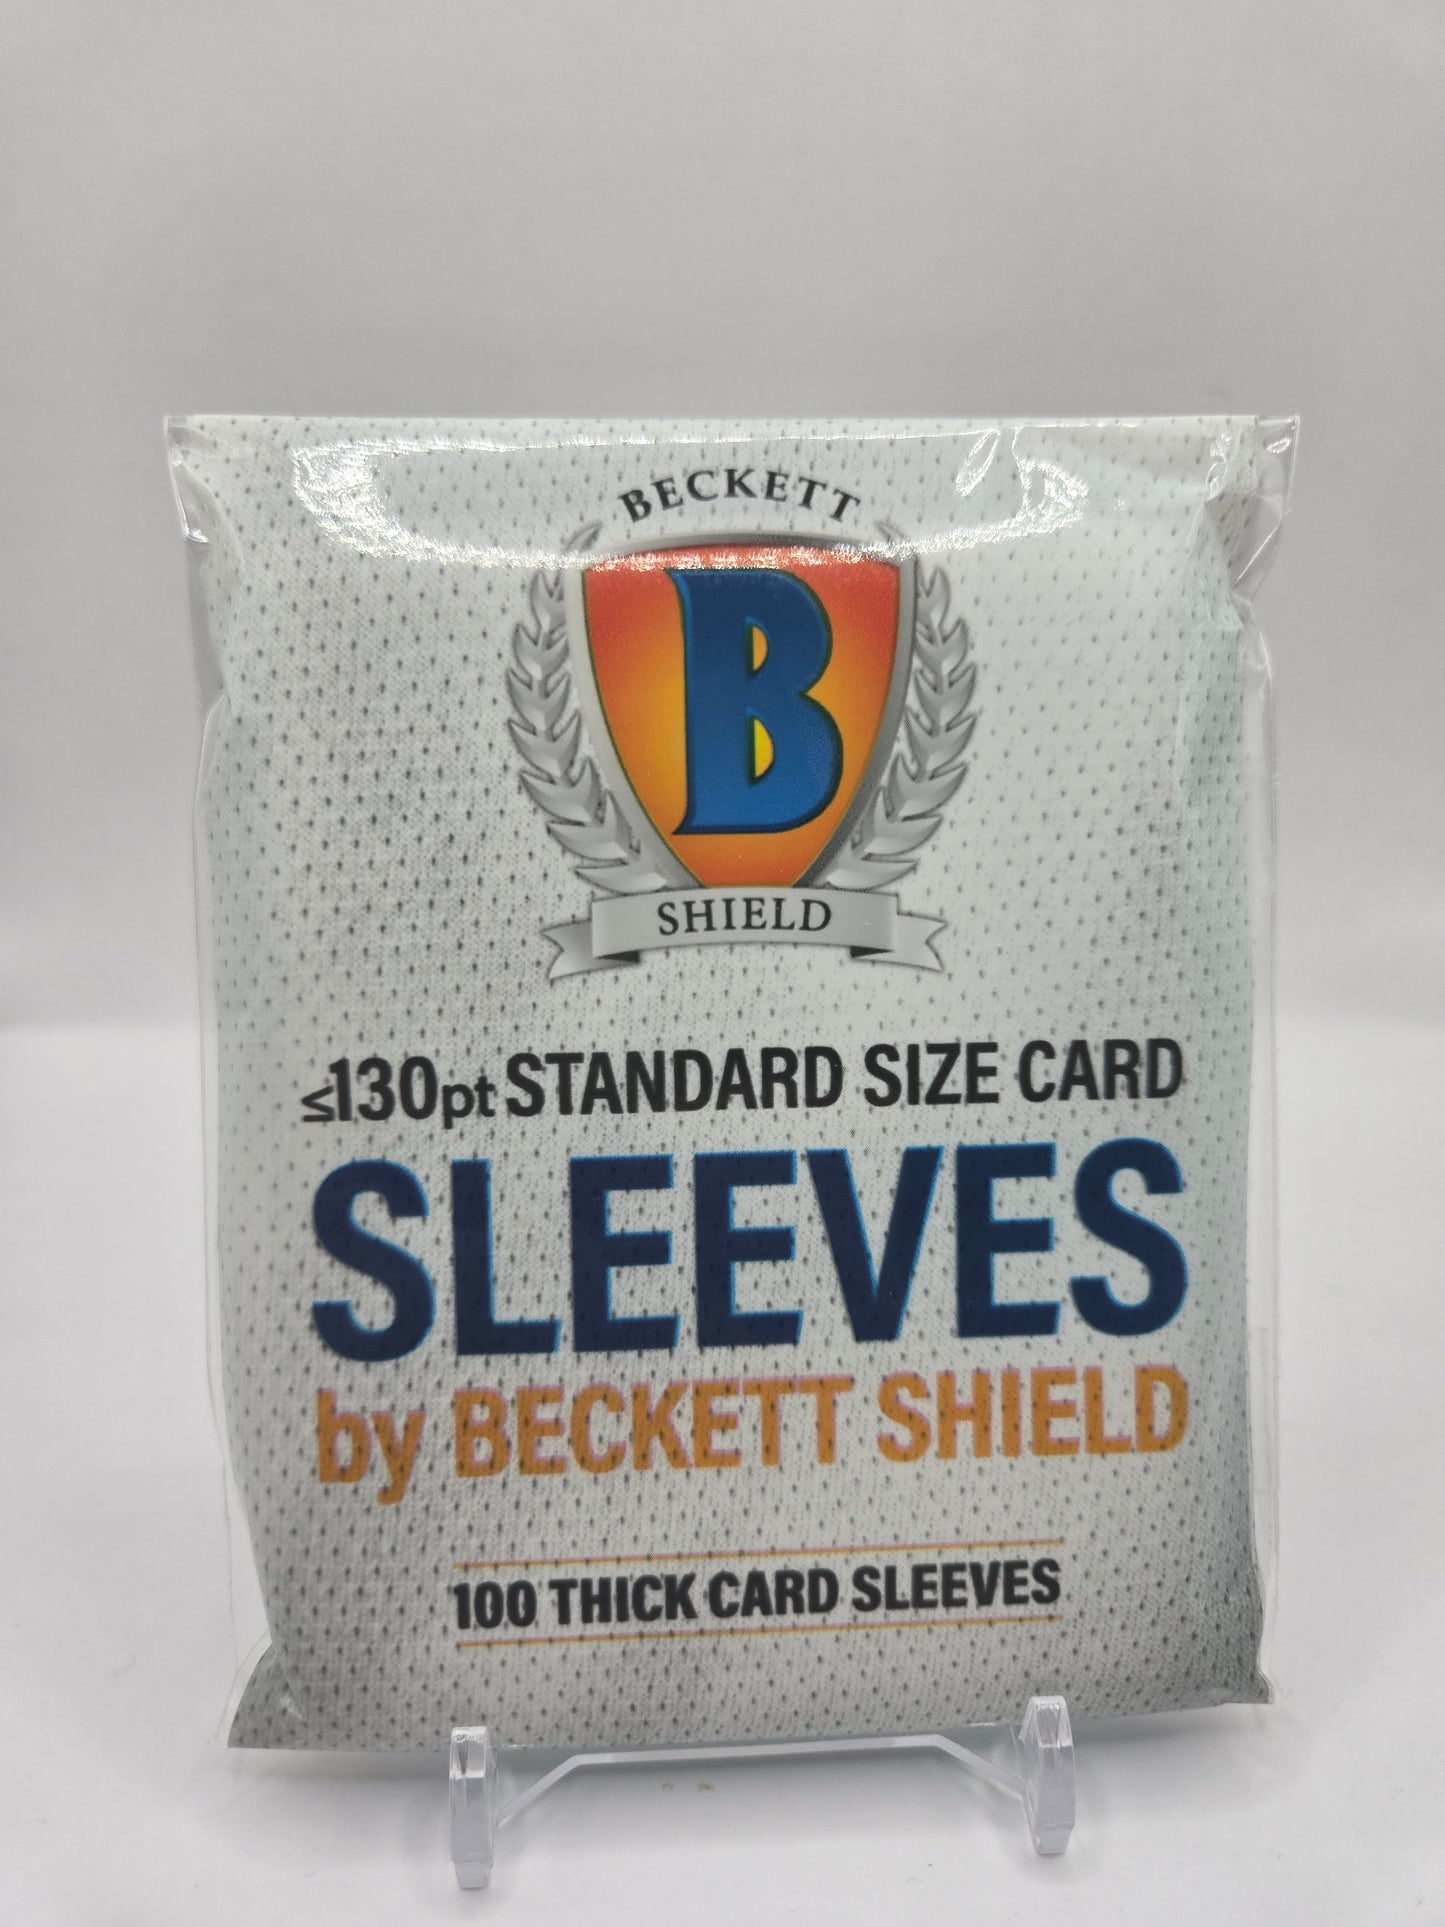 BECKETT
B
SHIELD
≤130pt STANDARD SIZE CARD
SLEEVES
by BECKETT SHIELD
100 THICK CARD SLEEVES